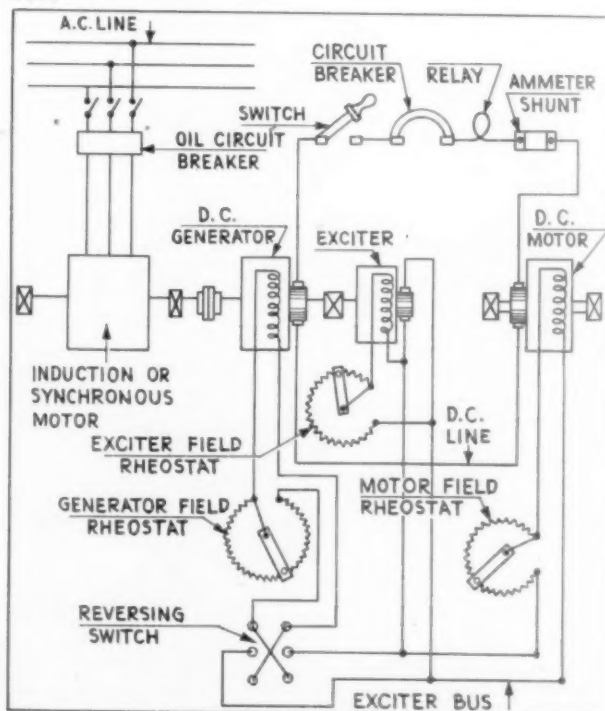 A.C. LINE
CIRCUIT
BREAKER
RELAY
AMMETER
SHUNT
SWITCH
OIL CIRCUIT
BREAKER
D.C.
GENERATOR
EXCITER
D.C.
MOTOR
INDUCTION OR
SYNCHRONOUS
MOTOR
EXCITER FIELD
RHEOSTAT
D.C.
LINE
GENERATOR FIELD
RHEOSTAT
MOTOR FIELD
RHEOSTAT
REVERSING
SWITCH
EXCITER BUS